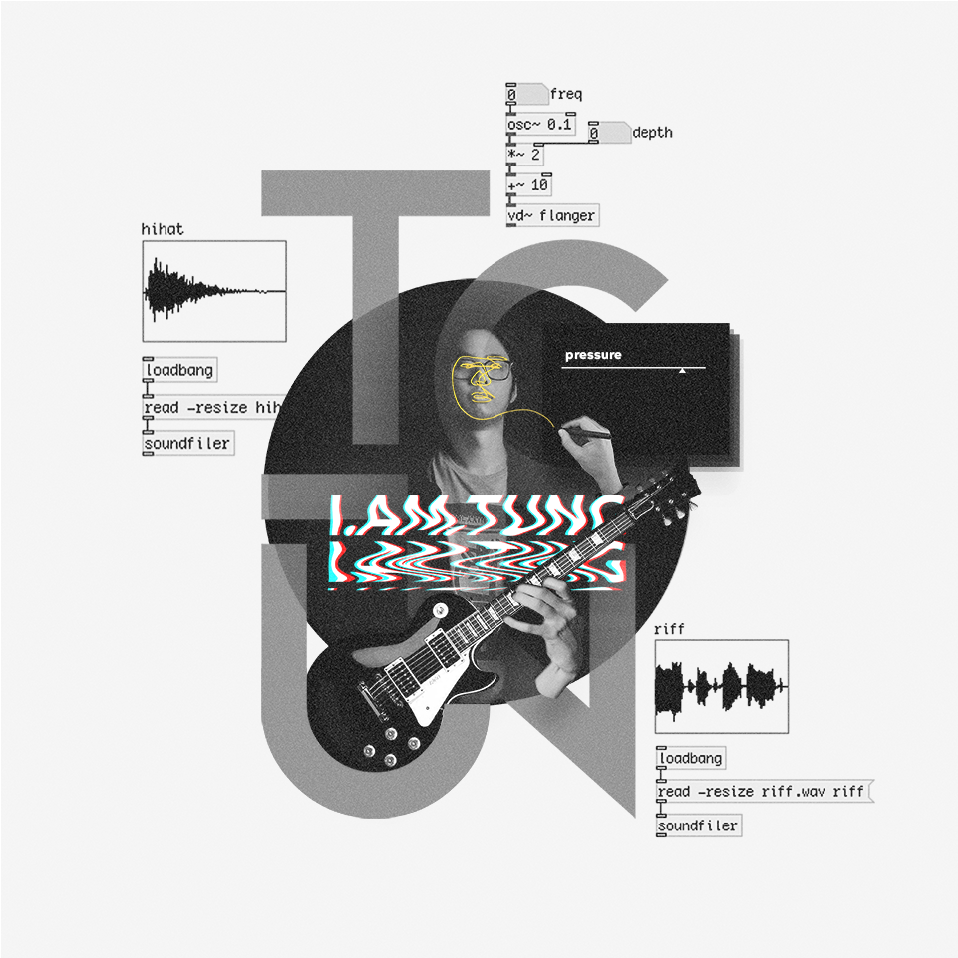 0 freq
osc~ 0.1
0 depth
*~ 2
+~ 10
vd~ flanger
T
G
U
N
hihat
loadbang
read -resize hih
soundfiler
pressure
I.AM.TUNG
riff
loadbang
read -resize riff.wav riff
soundfiler